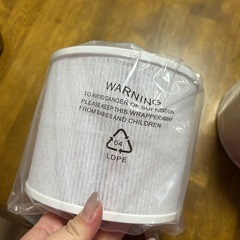 WARNING
TO AVOID DANGER OF SUFFOCATION
PLEASE KEEP THIS WRAPPER AWAY
FROM BABIES AND CHILDREN
04
LDPE